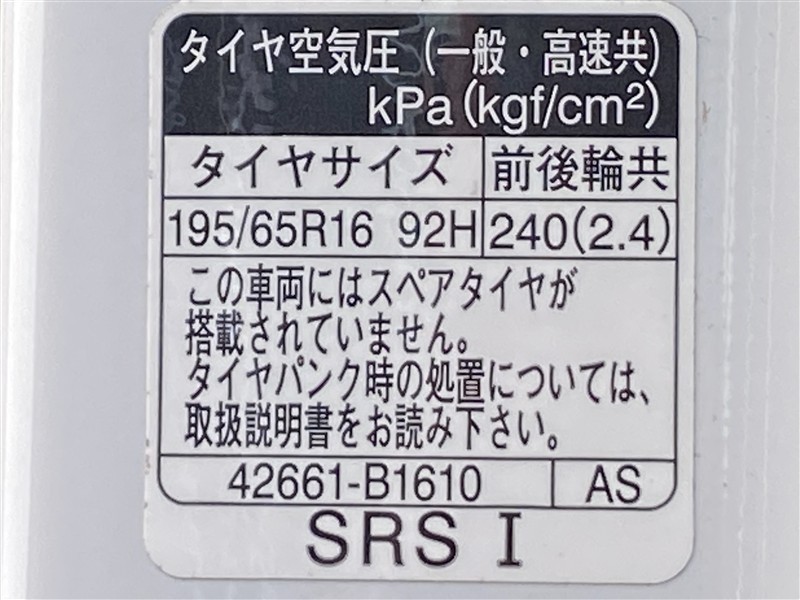 タイヤ空気圧（一般・高速共）
kPa(kgf/cm²)
タイヤサイズ 前後輪共
195/65R16 92H 240(2.4)
この車両にはスペアタイヤが
搭載されていません。
タイヤパンク時の処置については、
取扱説明書をお読み下さい。
42661-B1610 AS
SRS I